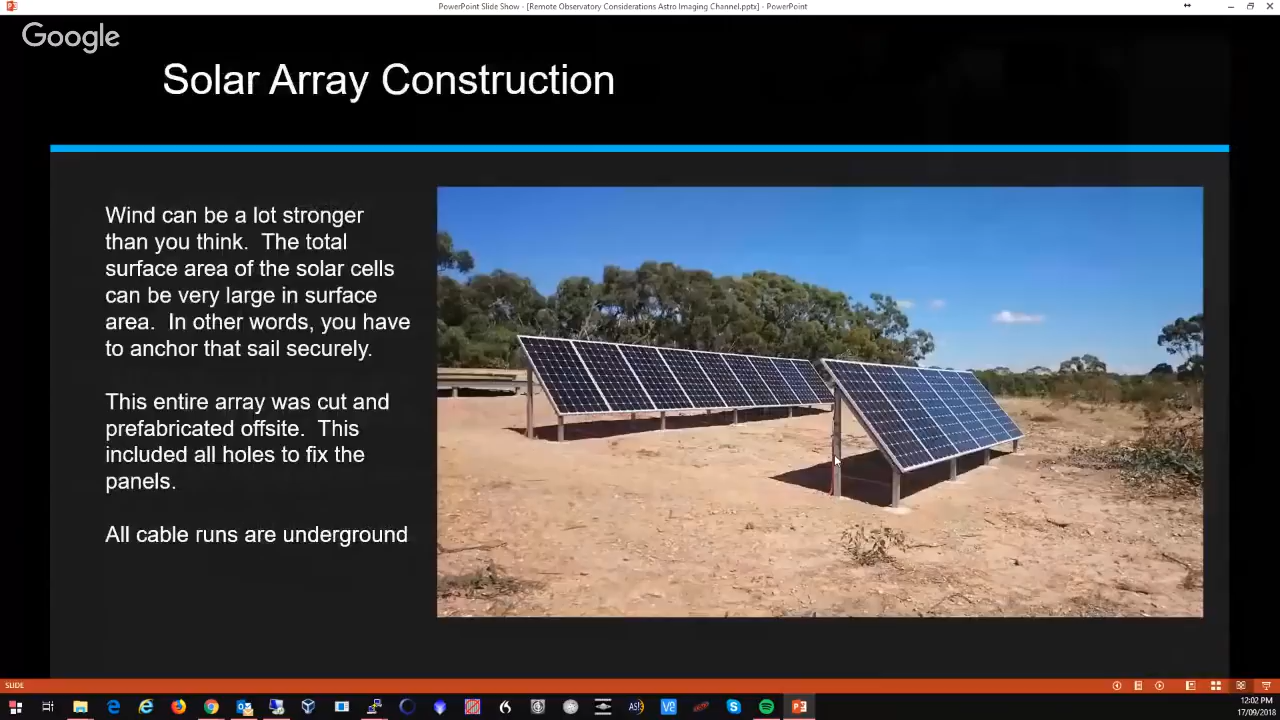 PowerPoint Slide Show - [Remote Observatory Considerations Astro Imaging Channel.pptx] - PowerPoint
Google
Solar Array Construction
Wind can be a lot stronger
than you think. The total
surface area of the solar cells
can be very large in surface
area. In other words, you have
to anchor that sail securely.
This entire array was cut and
prefabricated offsite. This
included all holes to fix the
panels.
All cable runs are underground
SLIDE
12:02 PM
17/09/2018